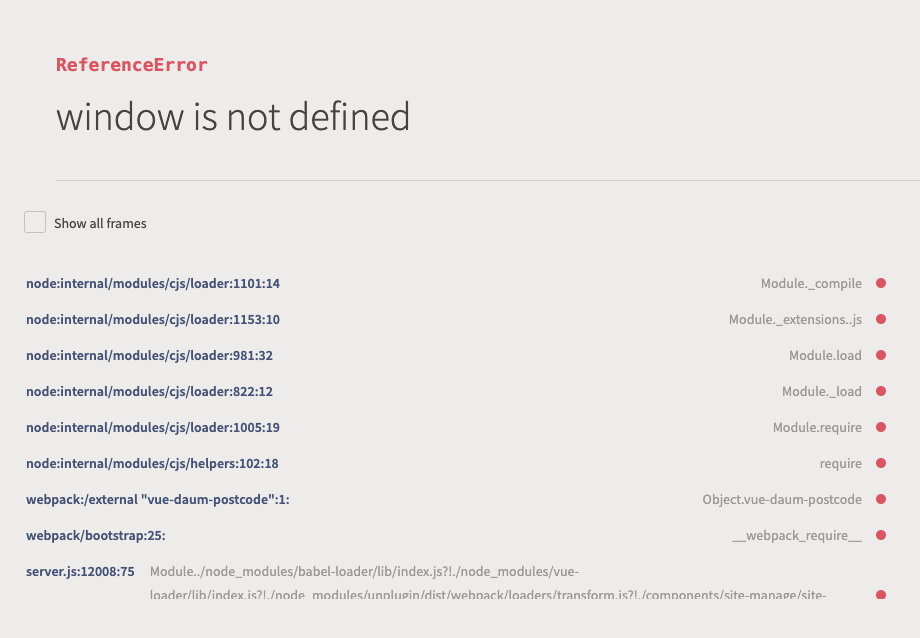 ReferenceError
window is not defined
Show all frames
node:internal/modules/cjs/loader:1101:14 Module._compile
node:internal/modules/cjs/loader:1153:10 Module._extensions..js
node:internal/modules/cjs/loader:981:32 Module.load
node:internal/modules/cjs/loader:822:12 Module._load
node:internal/modules/cjs/loader:1005:19 Module.require
node:internal/modules/cjs/helpers:102:18 require
webpack:/external "vue-daum-postcode":1: Object.vue-daum-postcode
webpack/bootstrap:25: __webpack_require__
server.js:12008:75 Module../node_modules/babel-loader/lib/index.js?!./node_modules/vue-
loader/lib/index.js?!./node_modules/unplugin/dist/webpack/loaders/transform.js?!./components/site-manage/site-